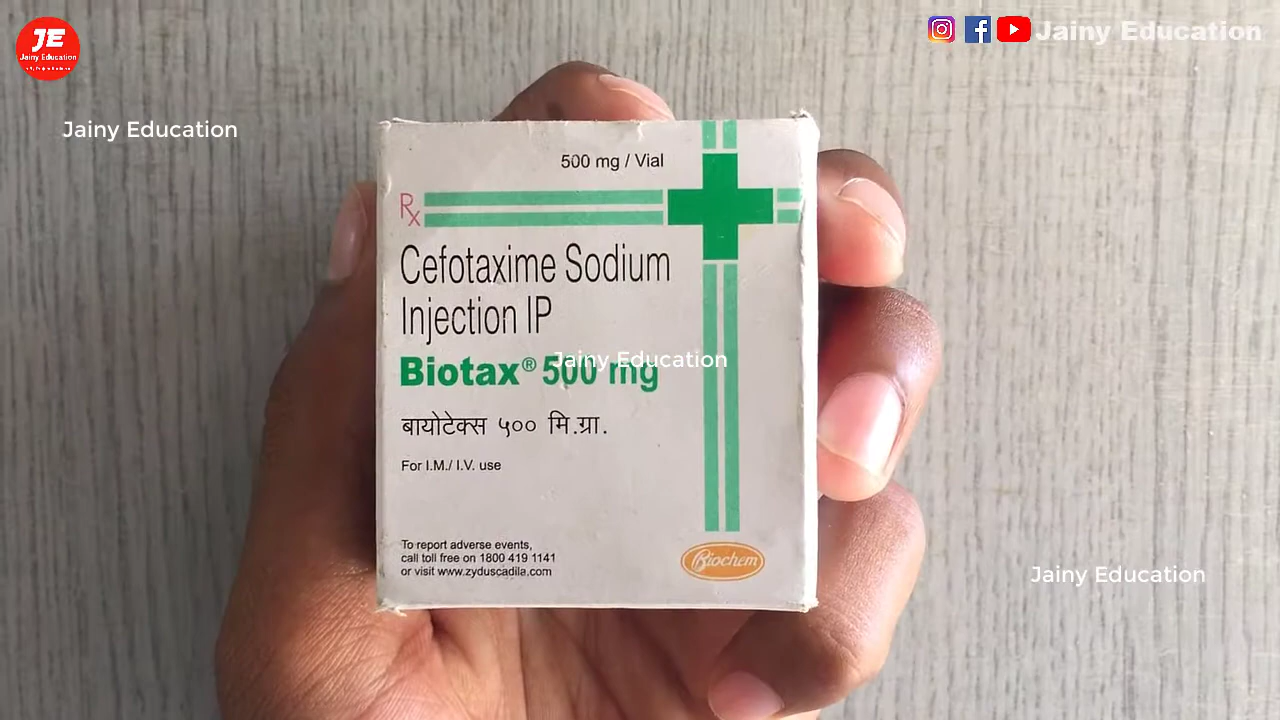 JE
Jainy Education
Jainy Education
Jainy Education
500 mg / Vial
Rx
Cefotaxime Sodium
Injection IP
Biotax® 500 mg
Jainy Education
बायोटेक्स ५०० मि.ग्रा.
For I.M./ I.V. use
To report adverse events,
call toll free on 1800 419 1141
or visit www.zyduscadila.com
Biochem
Jainy Education